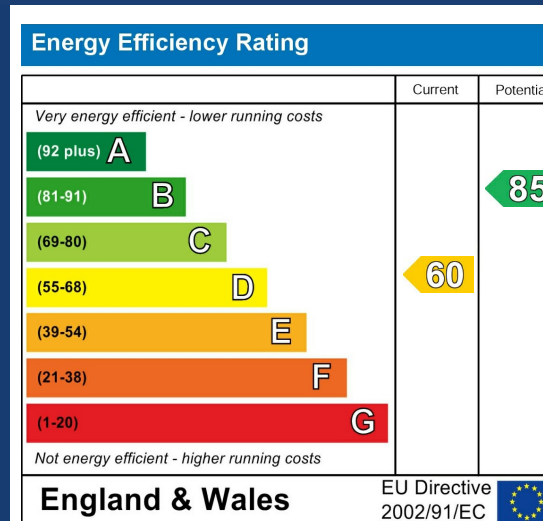 Energy Efficiency Rating
Current Potentia
Very energy efficient - lower running costs
(92 plus) A
(81-91) B
85
(69-80) C
(55-68) D
60
(39-54) E
(21-38) F
(1-20) G
Not energy efficient - higher running costs
England & Wales
EU Directive
2002/91/EC